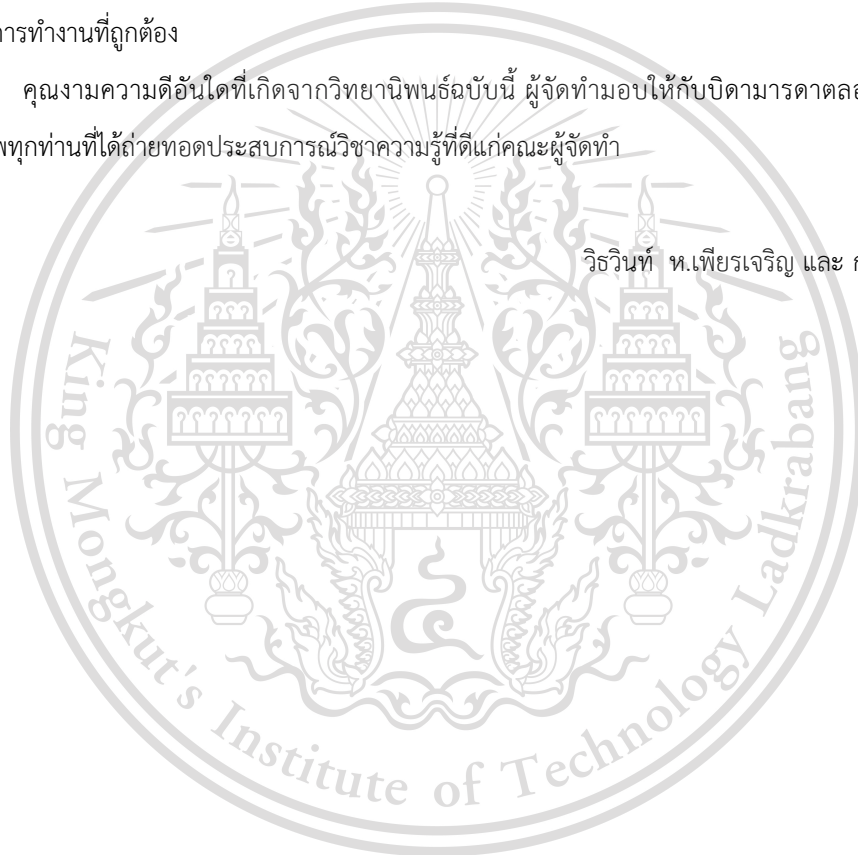 การทำงานที่ถูกต้อง
คุณงามความดีอันใดที่เกิดจากวิทยานิพนธ์ฉบับนี้ ผู้จัดทำมอบให้กับบิดามารดาตลอ
ทุกท่านที่ได้ถ่ายทอดประสบการณ์วิชาความรู้ที่ดีแก่คณะผู้จัดทำ
วิธวินท์ ห.เพียรเจริญ และ
King Mongkut's Institute of Technology Ladkrabang